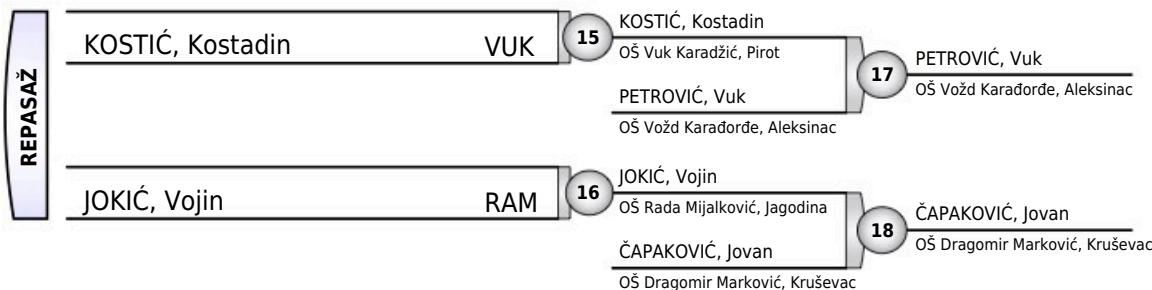 REPASAŽ
KOSTIĆ, Kostadin VUK
15
KOSTIĆ, Kostadin
OŠ Vuk Karadžić, Pirot
PETROVIĆ, Vuk
OŠ Vožd Karađorđe, Aleksinac
17
PETROVIĆ, Vuk
OŠ Vožd Karađorđe, Aleksinac
JOKIĆ, Vojin RAM
16
JOKIĆ, Vojin
OŠ Rada Mijalković, Jagodina
ČAPAKOVIĆ, Jovan
OŠ Dragomir Marković, Kruševac
18
ČAPAKOVIĆ, Jovan
OŠ Dragomir Marković, Kruševac